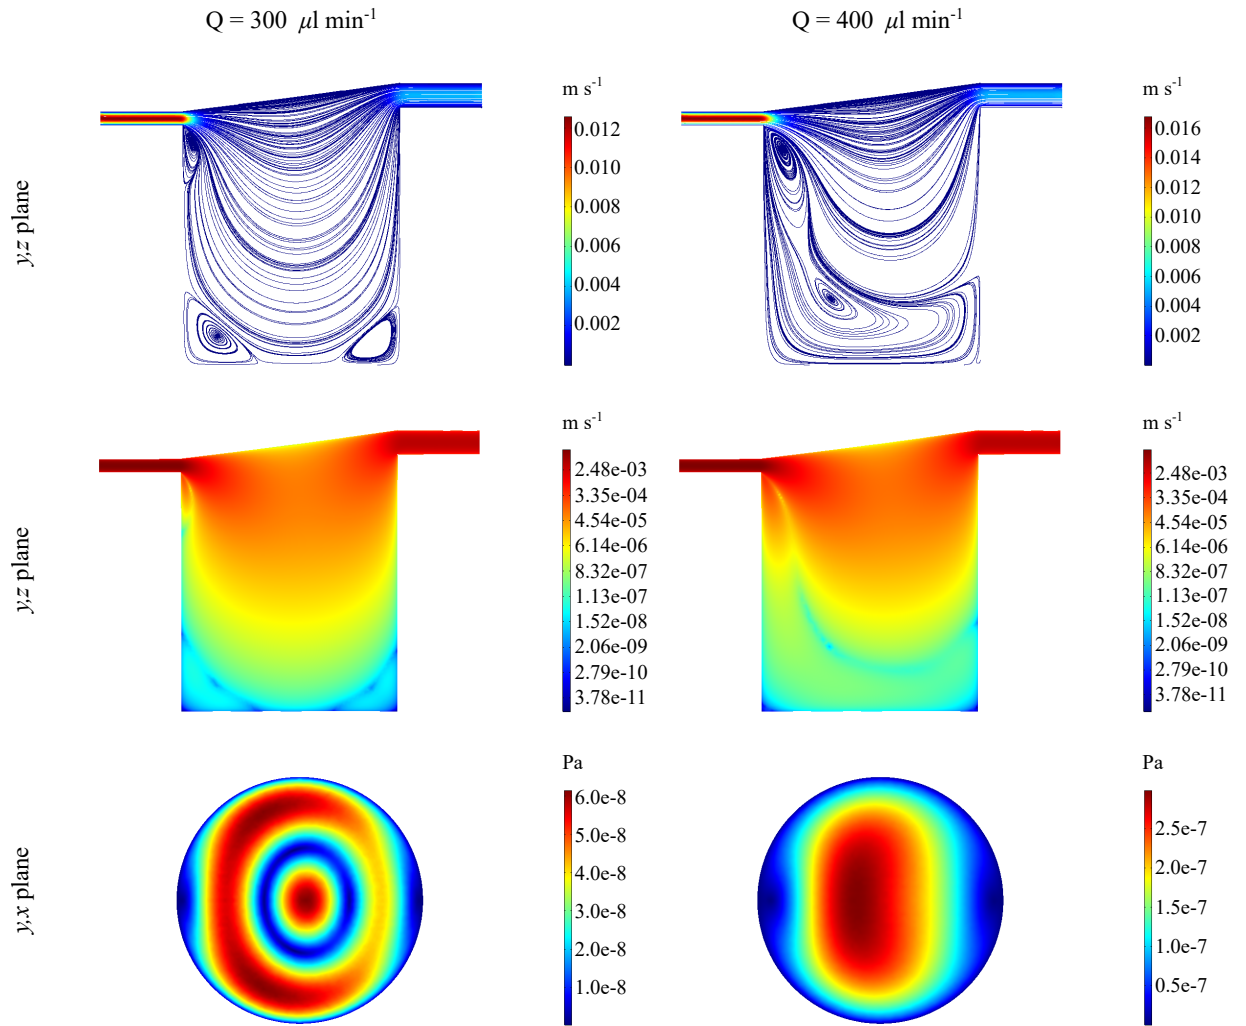 Q = 300 μl min-1
Q = 400 μl min-1
y,z plane
m s-1
0.012
0.010
0.008
0.006
0.004
0.002
m s-1
0.016
0.014
0.012
0.010
0.008
0.006
0.004
0.002
y,z plane
m s-1
2.48e-03
3.35e-04
4.54e-05
6.14e-06
8.32e-07
1.13e-07
1.52e-08
2.06e-09
2.79e-10
3.78e-11
m s-1
2.48e-03
3.35e-04
4.54e-05
6.14e-06
8.32e-07
1.13e-07
1.52e-08
2.06e-09
2.79e-10
3.78e-11
y,x plane
Pa
6.0e-8
5.0e-8
4.0e-8
3.0e-8
2.0e-8
1.0e-8
Pa
2.5e-7
2.0e-7
1.5e-7
1.0e-7
0.5e-7